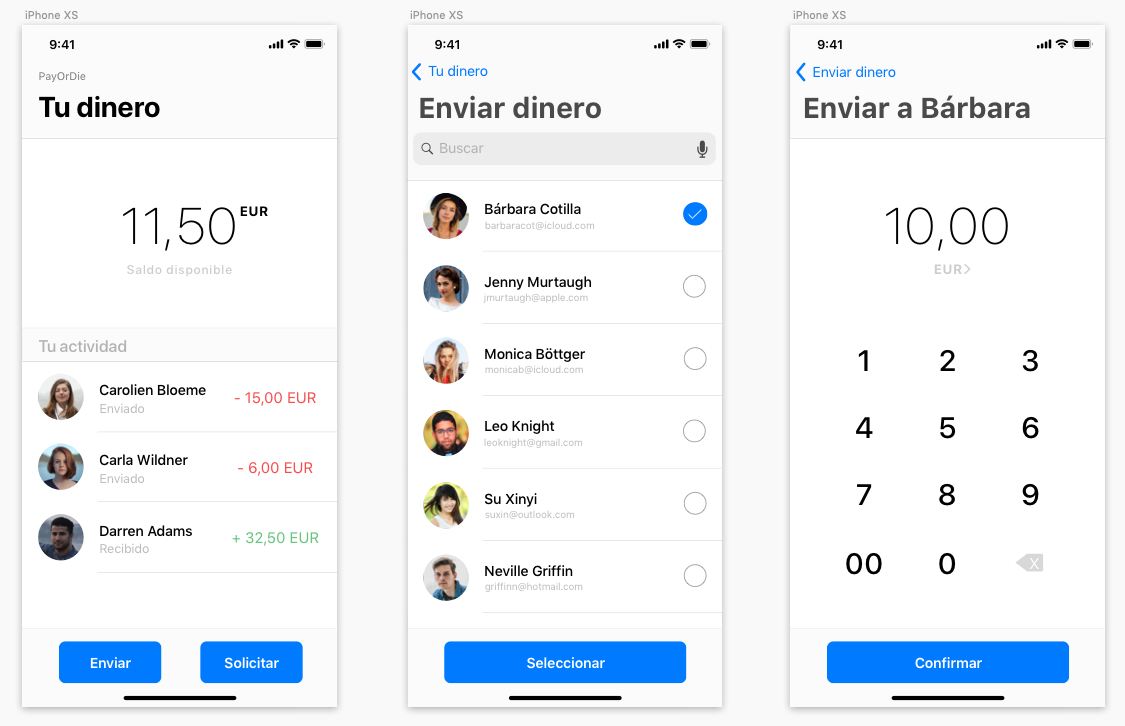 iPhone XS
9:41
PayOrDie
Tu dinero
11,50 EUR
Saldo disponible
Tu actividad
Carolien Bloeme
Enviado
- 15,00 EUR
Carla Wildner
Enviado
- 6,00 EUR
Darren Adams
Recibido
+ 32,50 EUR
Enviar
Solicitar
iPhone XS
9:41
Tu dinero
Enviar dinero
Buscar
Bárbara Cotilla
barbaracot@icloud.com
Jenny Murtaugh
jmurtaugh@apple.com
Monica Böttger
monicab@icloud.com
Leo Knight
leoknight@gmail.com
Su Xinyi
suxin@outlook.com
Neville Griffin
griffinn@hotmail.com
Seleccionar
iPhone XS
9:41
Enviar dinero
Enviar a Bárbara
10,00
EUR>
1 2 3
4 5 6
7 8 9
00 0 X
Confirmar